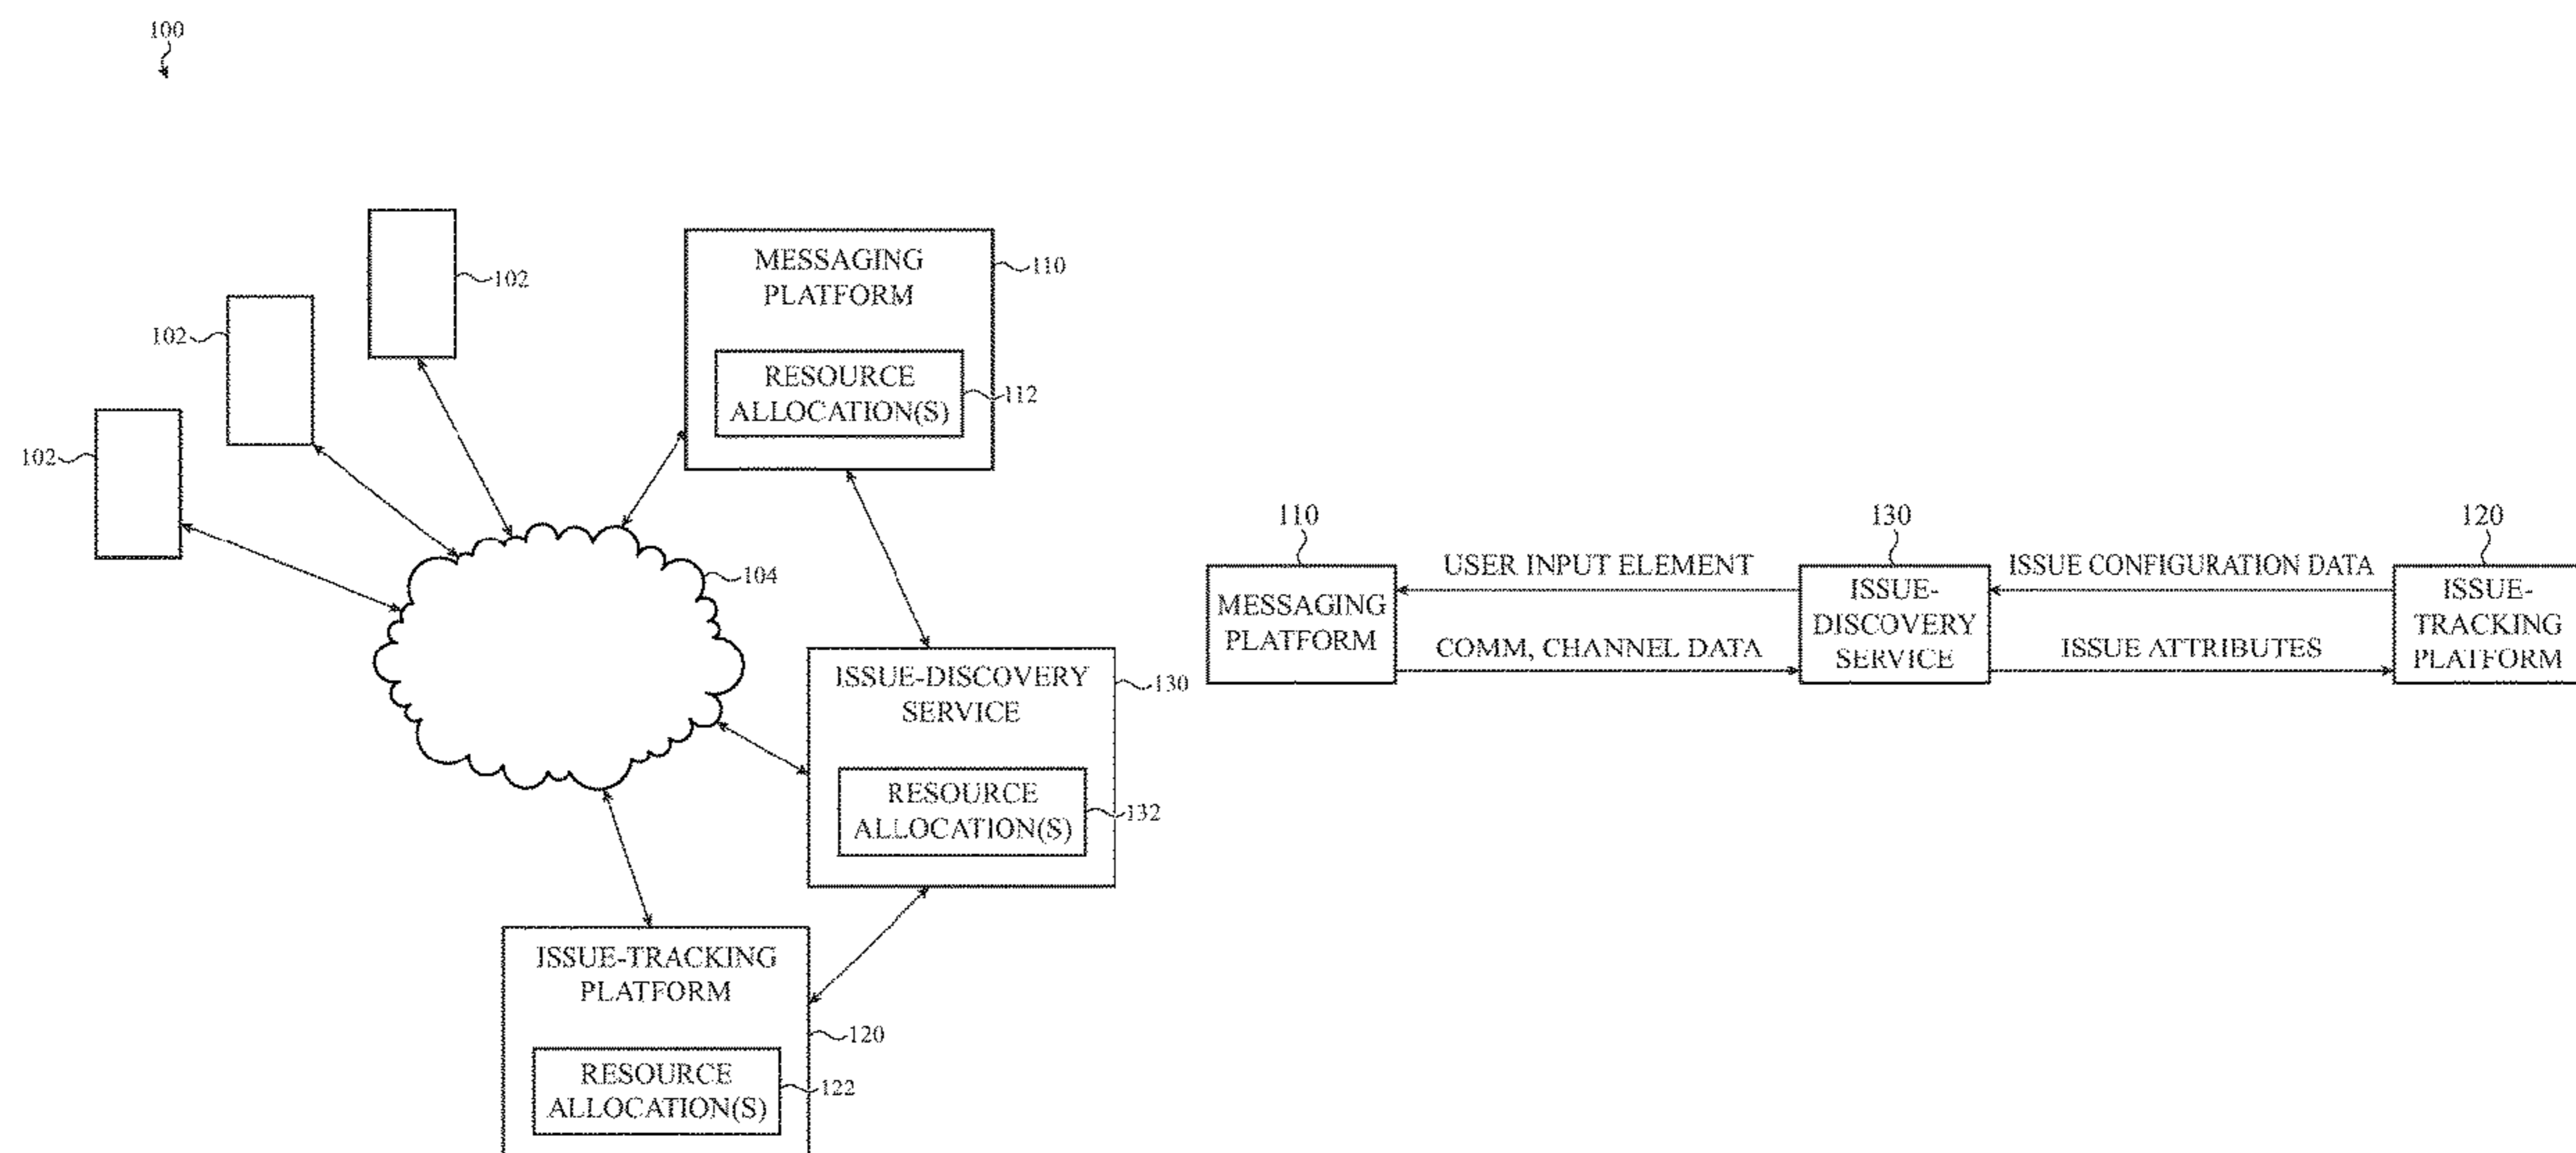 100
102
102
102
MESSAGING
PLATFORM
110
RESOURCE
ALLOCATION(S)
112
104
ISSUE-DISCOVERY
SERVICE
130
RESOURCE
ALLOCATION(S)
132
ISSUE-TRACKING
PLATFORM
120
RESOURCE
ALLOCATION(S)
122
110
MESSAGING
PLATFORM
USER INPUT ELEMENT
COMM, CHANNEL DATA
130
ISSUE-
DISCOVERY
SERVICE
ISSUE CONFIGURATION DATA
ISSUE ATTRIBUTES
120
ISSUE-
TRACKING
PLATFORM